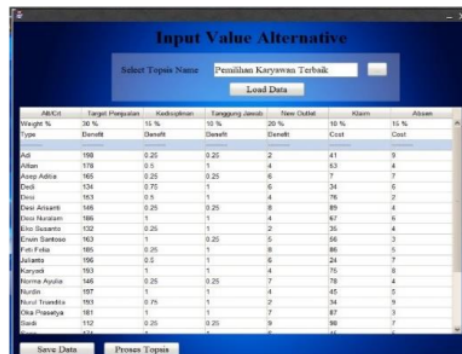 Input Value Alternative
Select Topsis Name Pemilihan Karyawan Terbaik
Load Data
Alt/Crt Target Penjualan Kedisiplinan Tanggung Jawab New Outlet Klaim Absen
Weight % 30 % 15 % 10 % 20 % 10 % 15 %
Type Benefit Benefit Benefit Benefit Cost Cost
Adi 198 0.25 0.25 2 41 9
Alfian 178 0.5 1 4 63 4
Asep Aditia 165 0.25 0.25 6 7 7
Dedi 134 0.75 1 6 34 6
Desi 183 0.5 1 4 76 2
Desi Arisanti 146 0.25 0.25 8 89 4
Desi Nuralam 186 1 1 4 67 6
Eko Susanto 132 0.25 1 2 35 4
Erwin Santoso 163 1 0.25 5 56 3
Fitri Felia 185 0.25 1 8 86 5
Julianto 196 0.5 1 6 24 7
Karyadi 193 1 1 4 75 8
Norma Ayulia 146 0.25 0.25 7 78 4
Nurdin 197 1 1 4 45 5
Nurul Triandita 193 0.75 1 2 34 9
Oka Prasetya 181 1 1 7 87 3
Sardi 112 0.25 0.25 9 98 7
Save Data Proses Topsis